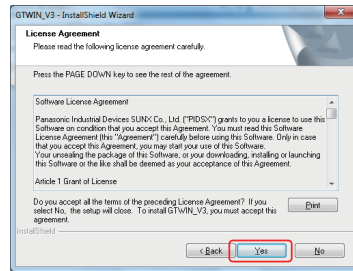 GTWIN_V3 - InstallShield Wizard
License Agreement
Please read the following license agreement carefully.
Press the PAGE DOWN key to see the rest of the agreement.
Software License Agreement
Panasonic Industrial Devices SUNX Co., Ltd. ("PIDSX") grants to you a license to use this
Software on condition that you accept this Agreement. You must read this Software
License Agreement (this "Agreement") carefully before using this Software. Only in case
that you accept this Agreement, you may start your use of this Software.
Your unsealing the package of this Software, or your downloading, installing or launching
this Software or the like shall be deemed as your acceptance of this Agreement.
Article 1 Grant of License
Do you accept all the terms of the preceding License Agreement? If you
select No, the setup will close. To install GTWIN_V3, you must accept this
agreement.
Print
InstallShield
< Back
Yes
No